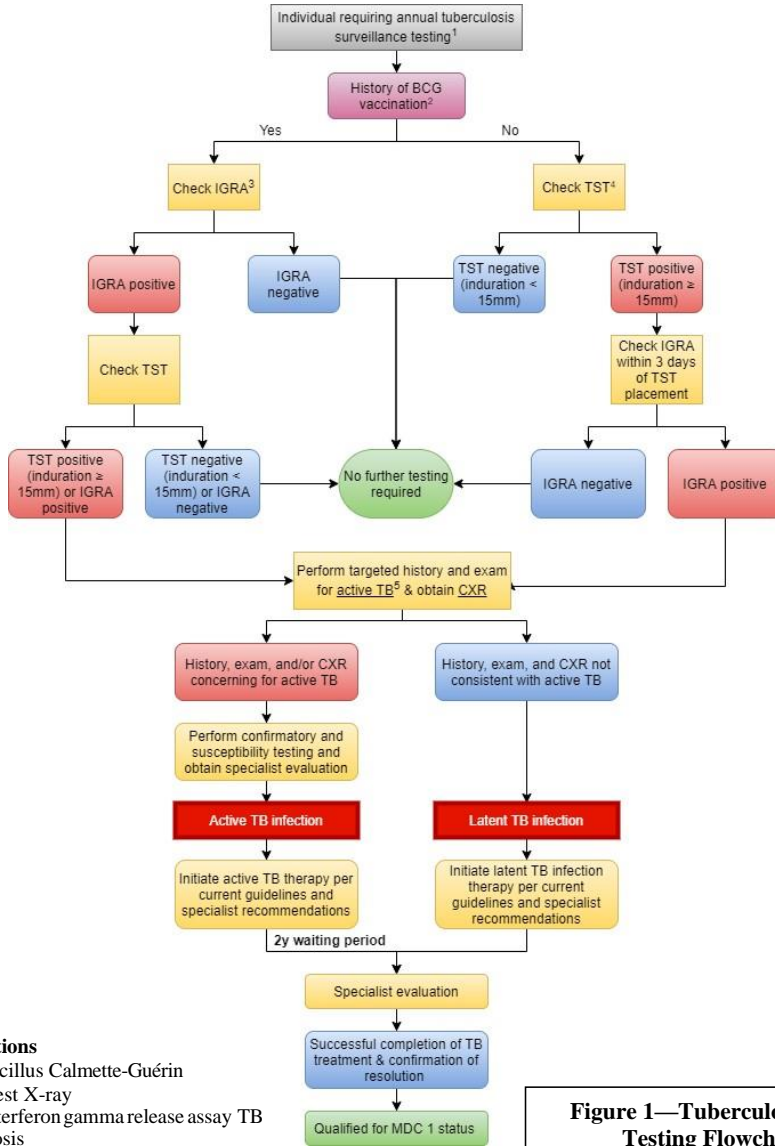 Individual requiring annual tuberculosis
surveillance testing1
History of BCG
vaccination2
Yes
No
Check IGRA3
Check TST4
IGRA positive
IGRA
negative
TST negative
(induration <
15mm)
TST positive
(induration ≥
15mm)
Check TST
Check IGRA
within 3 days
of TST
placement
TST positive
(induration ≥
15mm) or IGRA
positive
TST negative
(induration <
15mm) or IGRA
negative
No further testing
required
IGRA negative
IGRA positive
Perform targeted history and exam
for active TB5 & obtain CXR
History, exam, and/or CXR
concerning for active TB
History, exam, and CXR not
consistent with active TB
Perform confirmatory and
susceptibility testing and
obtain specialist evaluation
Active TB infection
Latent TB infection
Initiate active TB therapy per
current guidelines and
specialist recommendations
Initiate latent TB infection
therapy per current
guidelines and specialist
recommendations
2y waiting period
Specialist evaluation
Successful completion of TB
treatment & confirmation of
resolution
Qualified for MDC 1 status
tions
cillus Calmette-Guérin
est X-ray
terferon gamma release assay TB
osis
Figure 1—Tubercul
Testing Flowch